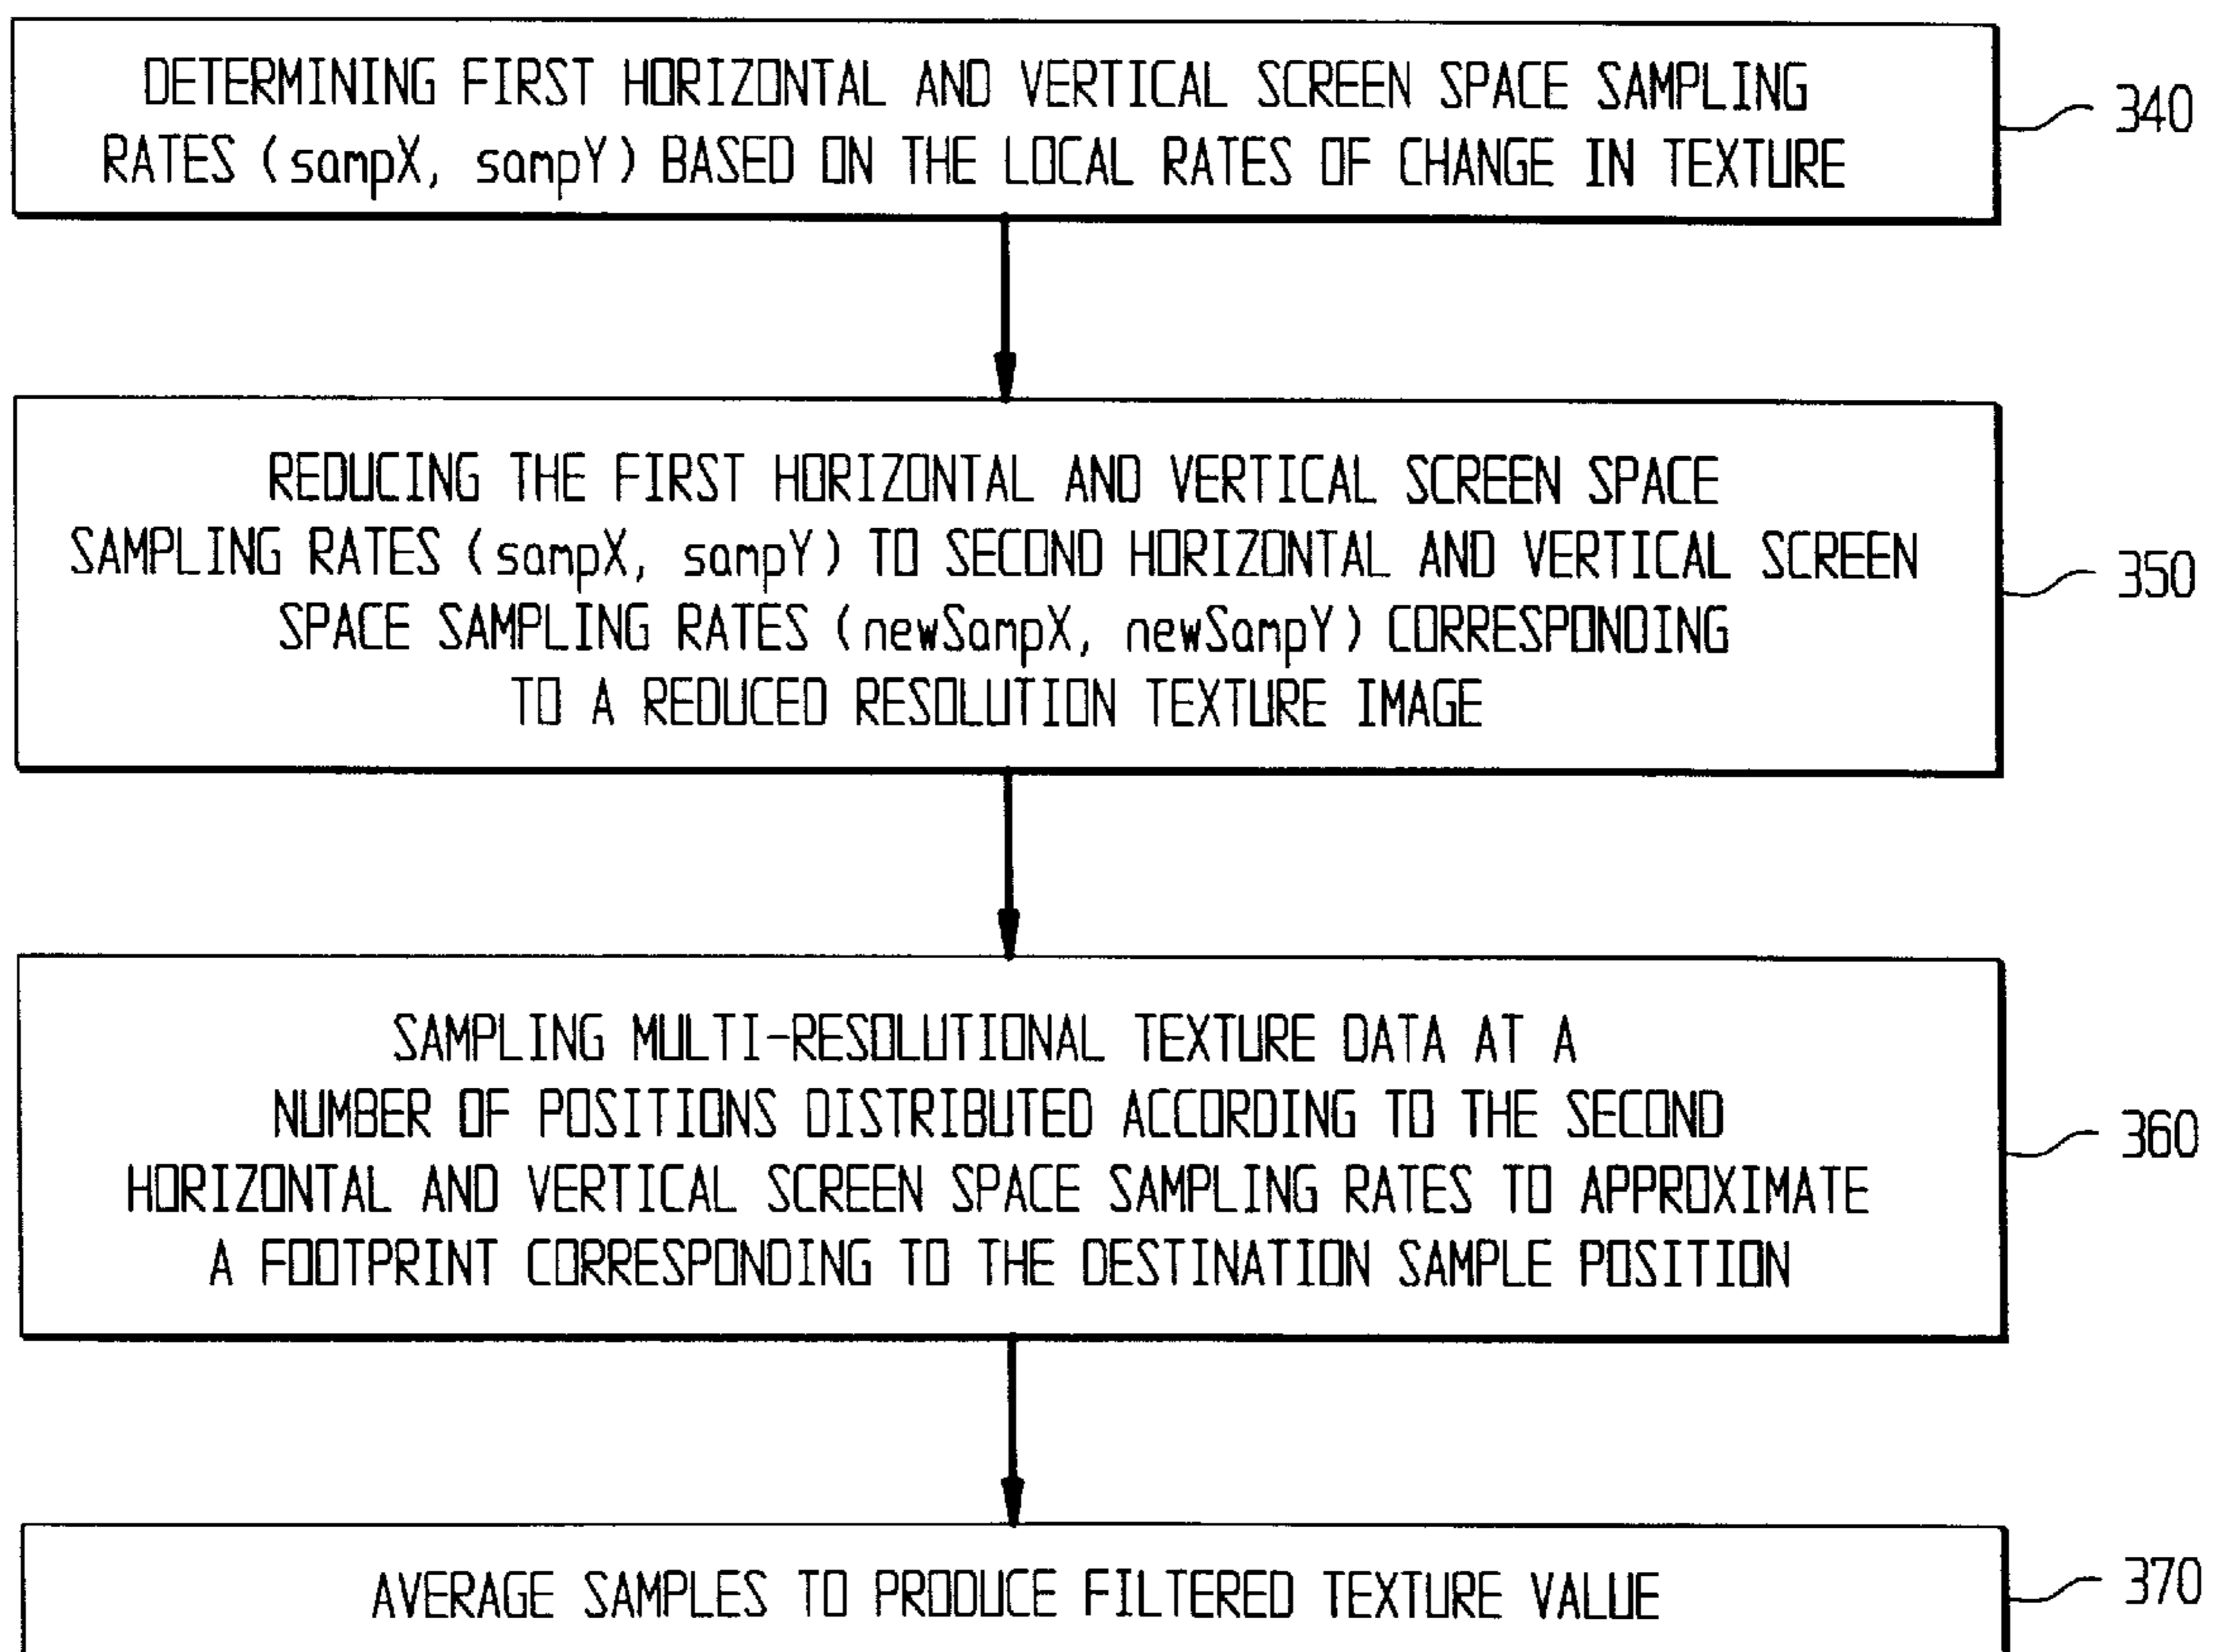 DETERMINING FIRST HORIZONTAL AND VERTICAL SCREEN SPACE SAMPLING
RATES (sampX, sampY) BASED ON THE LOCAL RATES OF CHANGE IN TEXTURE
340
REDUCING THE FIRST HORIZONTAL AND VERTICAL SCREEN SPACE
SAMPLING RATES (sampX, sampY) TO SECOND HORIZONTAL AND VERTICAL SCREEN
SPACE SAMPLING RATES (newSampX, newSampY) CORRESPONDING
TO A REDUCED RESOLUTION TEXTURE IMAGE
350
SAMPLING MULTI-RESOLUTIONAL TEXTURE DATA AT A
NUMBER OF POSITIONS DISTRIBUTED ACCORDING TO THE SECOND
HORIZONTAL AND VERTICAL SCREEN SPACE SAMPLING RATES TO APPROXIMATE
A FOOTPRINT CORRESPONDING TO THE DESTINATION SAMPLE POSITION
360
AVERAGE SAMPLES TO PRODUCE FILTERED TEXTURE VALUE
370